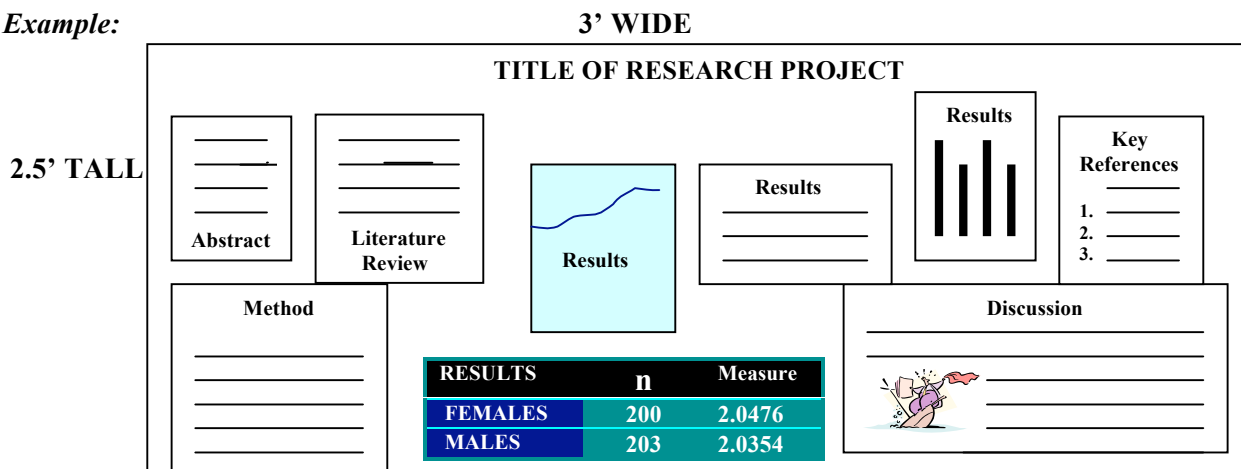 Example:
3’ WIDE
TITLE OF RESEARCH PROJECT
2.5’ TALL
Abstract
Literature
Review
Results
Results
Results
Key
References
1.
2.
3.
Method
RESULTS n Measure
FEMALES 200 2.0476
MALES 203 2.0354
Discussion